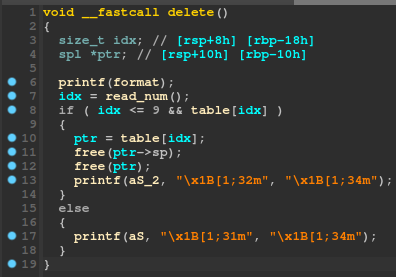 1 void __fastcall delete()
2 {
3   size_t idx; // [rsp+8h] [rbp-18h]
4   spl *ptr; // [rsp+10h] [rbp-10h]
5
6   printf(format);
7   idx = read_num();
8   if ( idx <= 9 && table[idx] )
9   {
10     ptr = table[idx];
11     free(ptr->sp);
12     free(ptr);
13     printf(aS_2, "\x1B[1;32m", "\x1B[1;34m");
14   }
15   else
16   {
17     printf(aS, "\x1B[1;31m", "\x1B[1;34m");
18   }
19 }